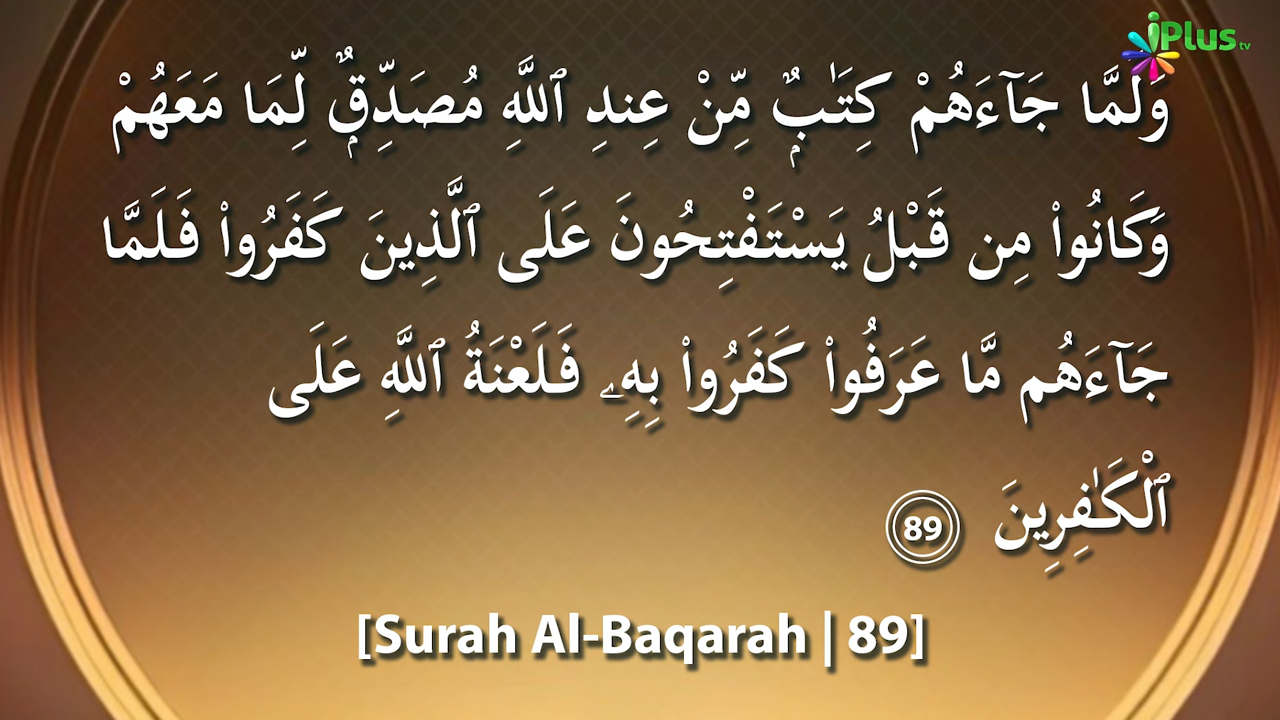 iPlus tv
وَلَمَّا جَآءَهُمْ كِتَٰبٌۭ مِّنْ عِندِ ٱللَّهِ مُصَدِّقٌۭ لِّمَا مَعَهُمْ
وَكَانُوا۟ مِن قَبْلُ يَسْتَفْتِحُونَ عَلَى ٱلَّذِينَ كَفَرُوا۟ فَلَمَّا
جَآءَهُم مَّا عَرَفُوا۟ كَفَرُوا۟ بِهِۦ فَلَعْنَةُ ٱللَّهِ عَلَى
ٱلْكَٰفِرِينَ 89
[Surah Al-Baqarah | 89]